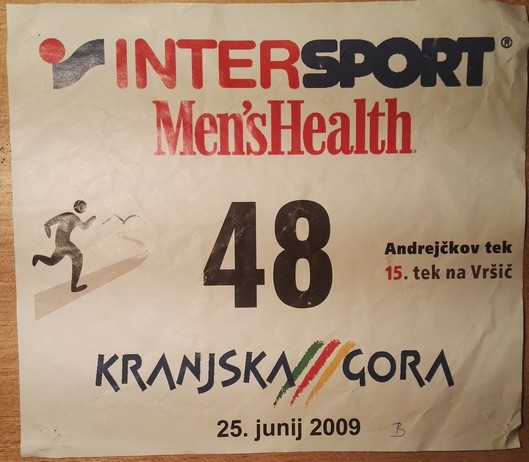 INTERSPORT®
Men'sHealth
48
Andrejčkov tek
15. tek na Vršič
KRANJSKA GORA
25. junij 2009